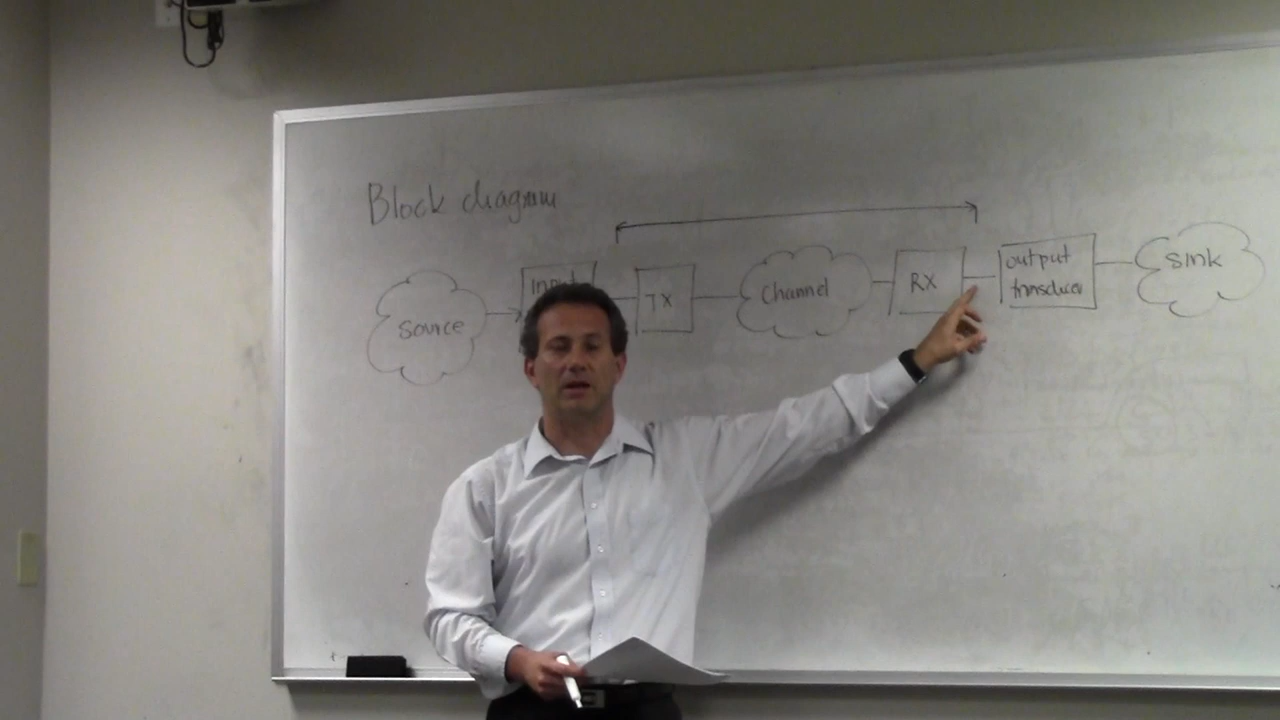 Block diagram
Source
Input
TX
Channel
RX
output
transducer
Sink